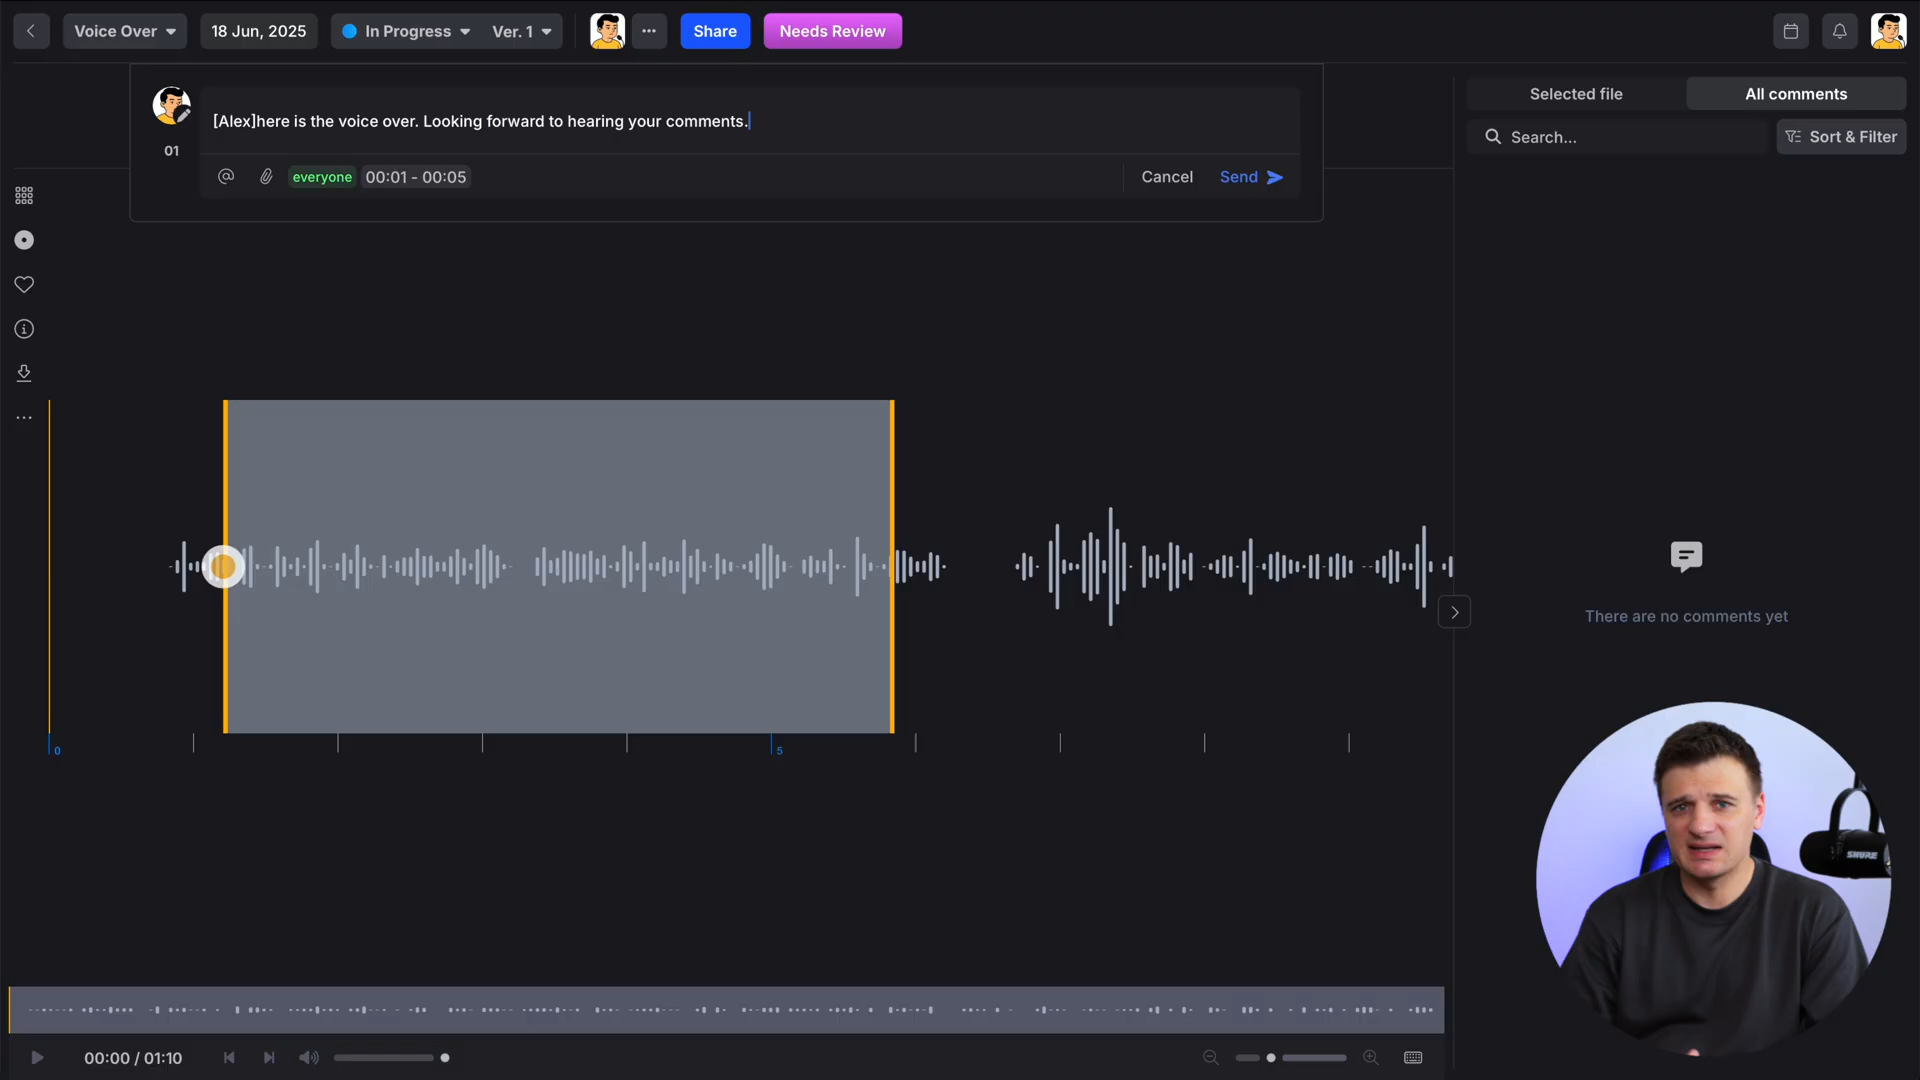 Voice Over
18 Jun, 2025
In Progress
Ver. 1
Share
Needs Review
[Alex]here is the voice over. Looking forward to hearing your comments.
01
everyone
00:01 - 00:05
Cancel
Send
Selected file
All comments
Search...
Sort & Filter
There are no comments yet
0
5
SHURE
00:00 / 01:10